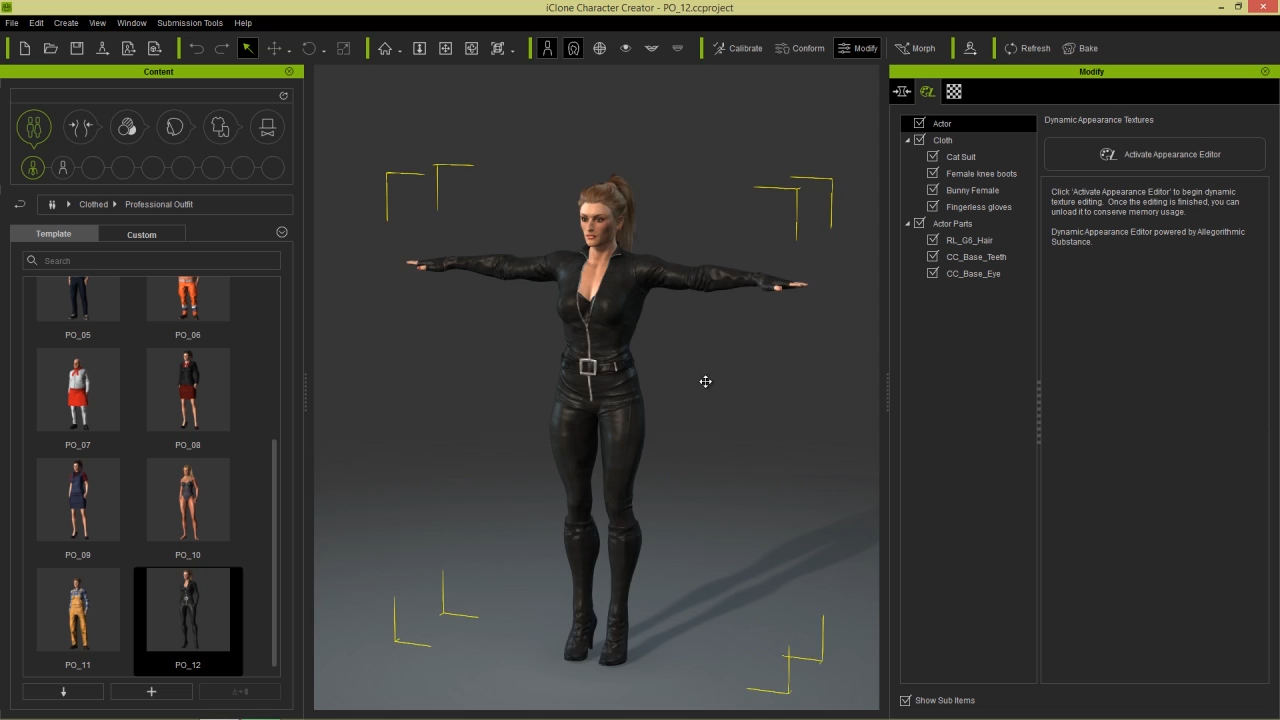 iClone Character Creator - PO_12.ccproject
File Edit Create View Window Submission Tools Help
Calibrate Conform Modify Morph Refresh Bake
Content
Clothed Professional Outfit
Template Custom
Search
PO_05 PO_06
PO_07 PO_08
PO_09 PO_10
PO_11 PO_12
Modify
Actor
Cloth
Cat Suit
Female knee boots
Bunny Female
Fingerless gloves
Actor Parts
RL_G6_Hair
CC_Base_Teeth
CC_Base_Eye
Show Sub Items
Dynamic Appearance Textures
Activate Appearance Editor
Click 'Activate Appearance Editor' to begin dynamic
texture editing. Once the editing is finished, you can
unload it to conserve memory usage.
Dynamic Appearance Editor powered by Allegorithmic
Substance.